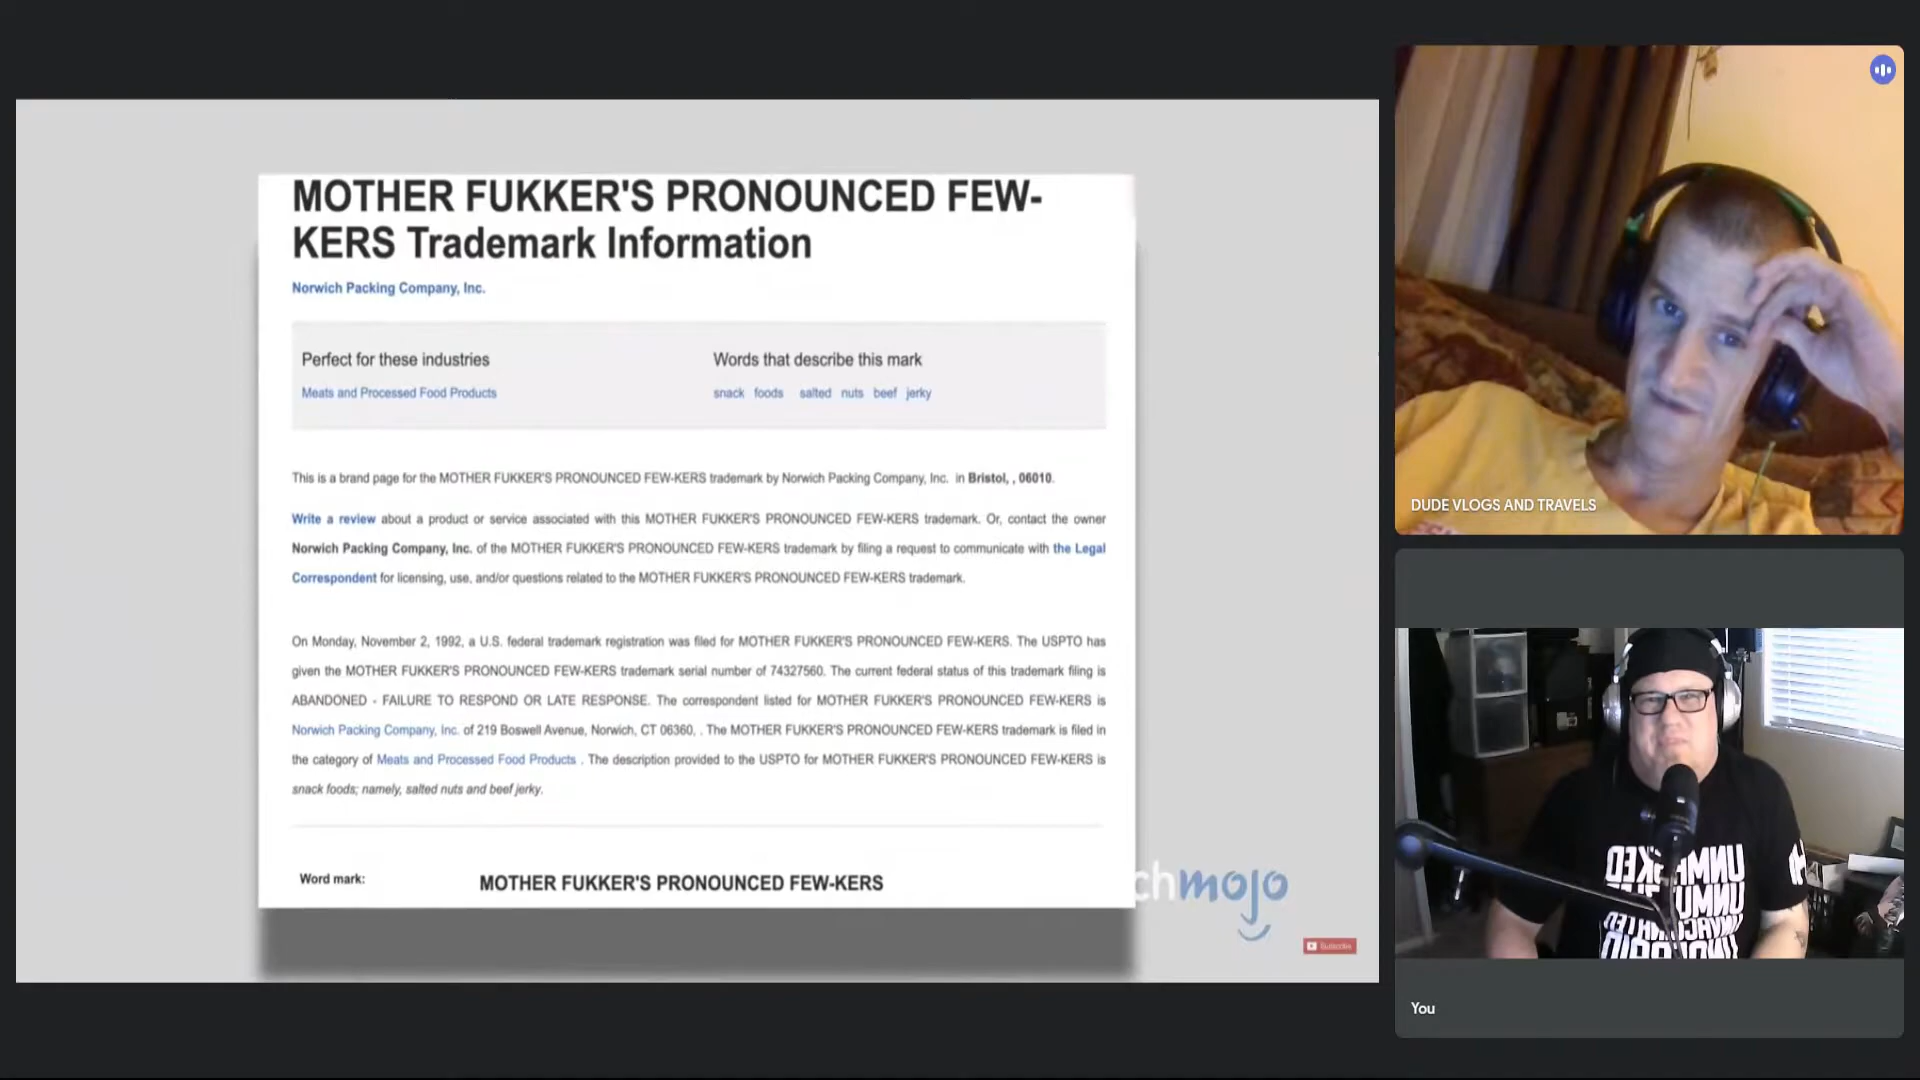 MOTHER FUKKER'S PRONOUNCED FEW-
KERS Trademark Information
Norwich Packing Company, Inc.
Perfect for these industries
Words that describe this mark
Meats and Processed Food Products
snack foods salted nuts beef jerky
This is a brand page for the MOTHER FUKKER'S PRONOUNCED FEW-KERS trademark by Norwich Packing Company, Inc. in Bristol, , 06010.
Write a review about a product or service associated with this MOTHER FUKKER'S PRONOUNCED FEW-KERS trademark. Or, contact the owner
Norwich Packing Company, Inc. of the MOTHER FUKKER'S PRONOUNCED FEW-KERS trademark by filing a request to communicate with the Legal
Correspondent for licensing, use, and/or questions related to the MOTHER FUKKER'S PRONOUNCED FEW-KERS trademark.
On Monday, November 2, 1992, a U.S. federal trademark registration was filed for MOTHER FUKKER'S PRONOUNCED FEW-KERS. The USPTO has
given the MOTHER FUKKER'S PRONOUNCED FEW-KERS trademark serial number of 74327560. The current federal status of this trademark filing is
ABANDONED - FAILURE TO RESPOND OR LATE RESPONSE. The correspondent listed for MOTHER FUKKER'S PRONOUNCED FEW-KERS is
Norwich Packing Company, Inc. of 219 Boswell Avenue, Norwich, CT 06360, . The MOTHER FUKKER'S PRONOUNCED FEW-KERS trademark is filed in
the category of Meats and Processed Food Products . The description provided to the USPTO for MOTHER FUKKER'S PRONOUNCED FEW-KERS is
snack foods; namely, salted nuts and beef jerky.
Word mark:
MOTHER FUKKER'S PRONOUNCED FEW-KERS
chmojo
Subscribe
DUDE VLOGS AND TRAVELS
UNMASKED
UNMU
UNVACCINATED
You